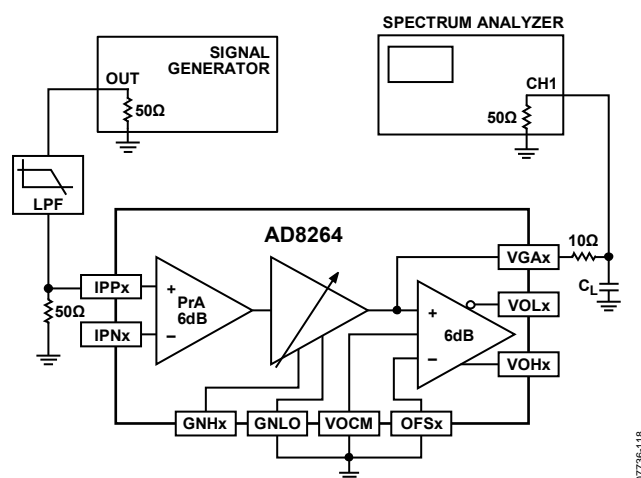 SPECTRUM ANALYZER
SIGNAL
GENERATOR
OUT
50Ω
CH1
50Ω
LPF
AD8264
VGAx
10Ω
CL
IPPx
50Ω
IPNx
+
PrA
6dB
–
+
6dB
–
VOLx
VOHx
GNHx
GNLO
VOCM
OFSx
07736-118